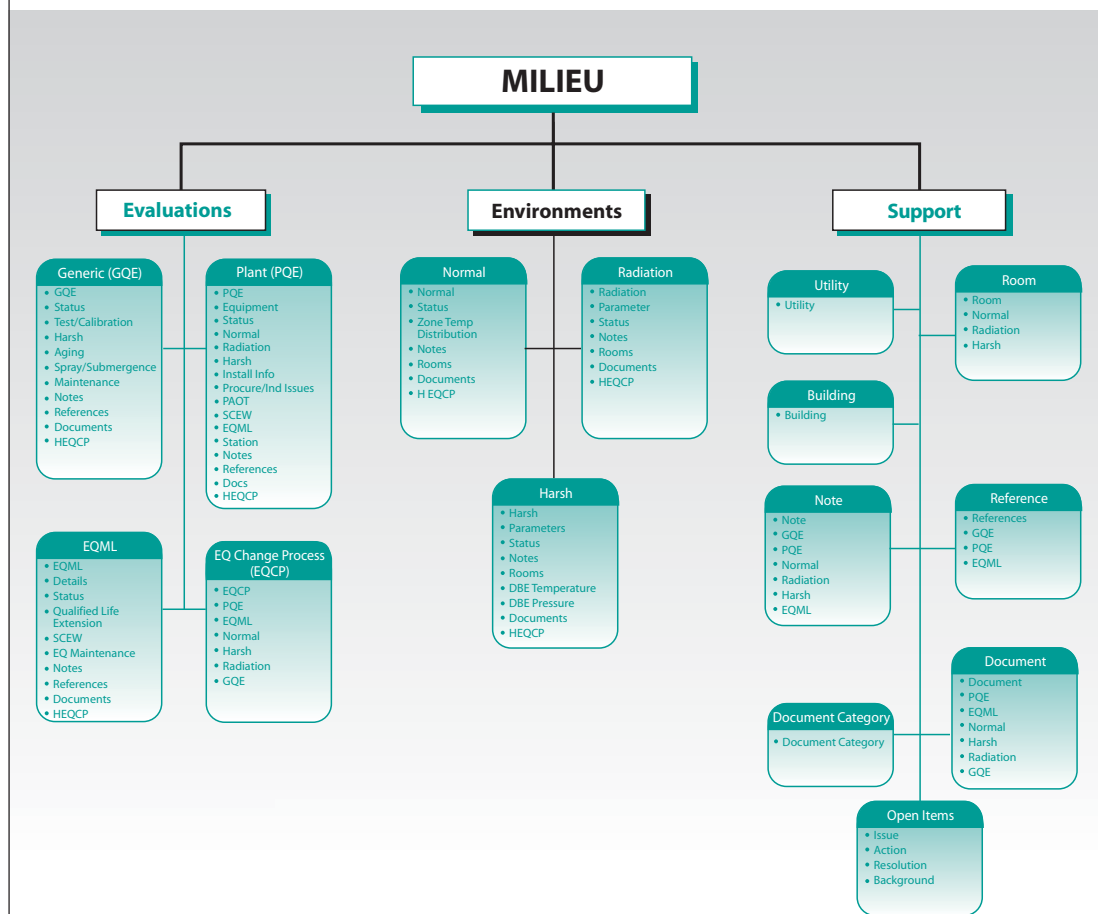 MILIEU
Evaluations
Environments
Support
Generic (GQE)
• GQE
• Status
• Test/Calibration
• Harsh
• Aging
• Spray/Submergence
• Maintenance
• Notes
• References
• Documents
• HEQCP
Plant (PQE)
• PQE
• Equipment
• Status
• Normal
• Radiation
• Harsh
• Install Info
• Procure/Ind Issues
• PAOT
• SCEW
• EQML
• Station
• Notes
• References
• Docs
• HEQCP
EQML
• EQML
• Details
• Status
• Qualified Life
Extension
• SCEW
• EQ Maintenance
• Notes
• References
• Documents
• HEQCP
EQ Change Process
(EQCP)
• EQCP
• PQE
• EQML
• Normal
• Harsh
• Radiation
• GQE
Normal
• Normal
• Status
• Zone Temp
Distribution
• Notes
• Rooms
• Documents
• H EQCP
Radiation
• Radiation
• Parameter
• Status
• Notes
• Rooms
• Documents
• HEQCP
Harsh
• Harsh
• Parameters
• Status
• Notes
• Rooms
• DBE Temperature
• DBE Pressure
• Documents
• HEQCP
Utility
• Utility
Room
• Room
• Normal
• Radiation
• Harsh
Building
• Building
Note
• Note
• GQE
• PQE
• Normal
• Radiation
• Harsh
• EQML
Reference
• References
• GQE
• PQE
• EQML
Document Category
• Document Category
Document
• Document
• PQE
• EQML
• Normal
• Harsh
• Radiation
• GQE
Open Items
• Issue
• Action
• Resolution
• Background